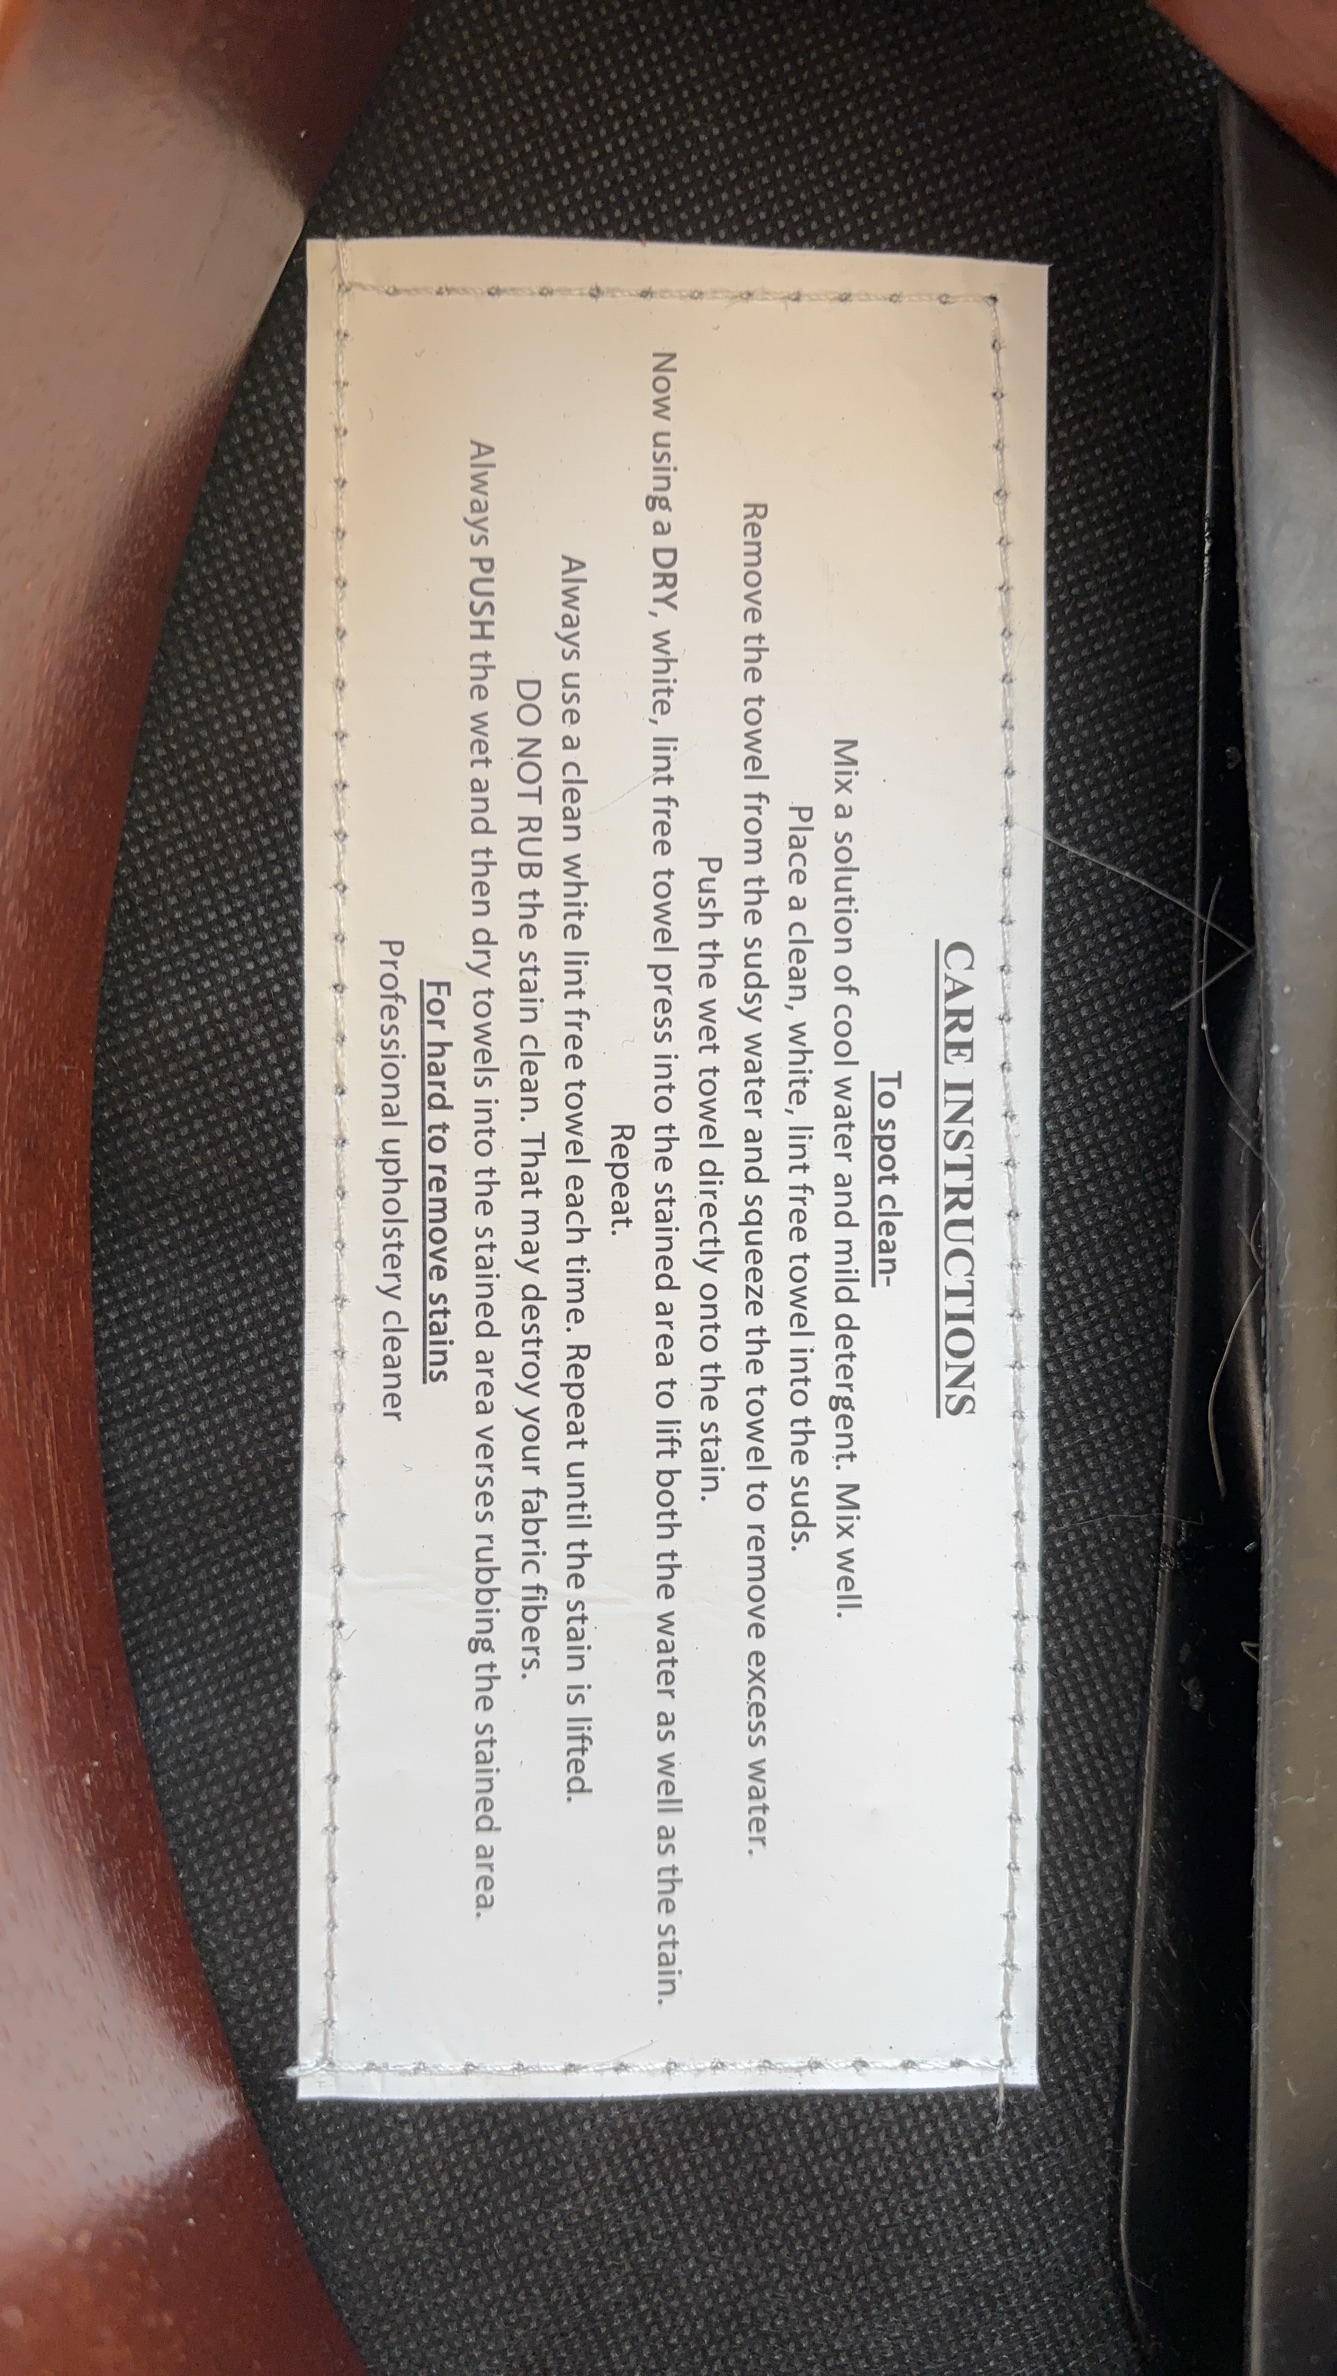 CARE INSTRUCTIONS
To spot clean-
Mix a solution of cool water and mild detergent. Mix well.
Place a clean, white, lint free towel into the suds.
Remove the towel from the sudsy water and squeeze the towel to remove excess water.
Push the wet towel directly onto the stain.
Now using a DRY, white, lint free towel press into the stained area to lift both the water as well as the stain.
Repeat.
Always use a clean white lint free towel each time. Repeat until the stain is lifted.
DO NOT RUB the stain clean. That may destroy your fabric fibers.
Always PUSH the wet and then dry towels into the stained area verses rubbing the stained area.
For hard to remove stains
Professional upholstery cleaner